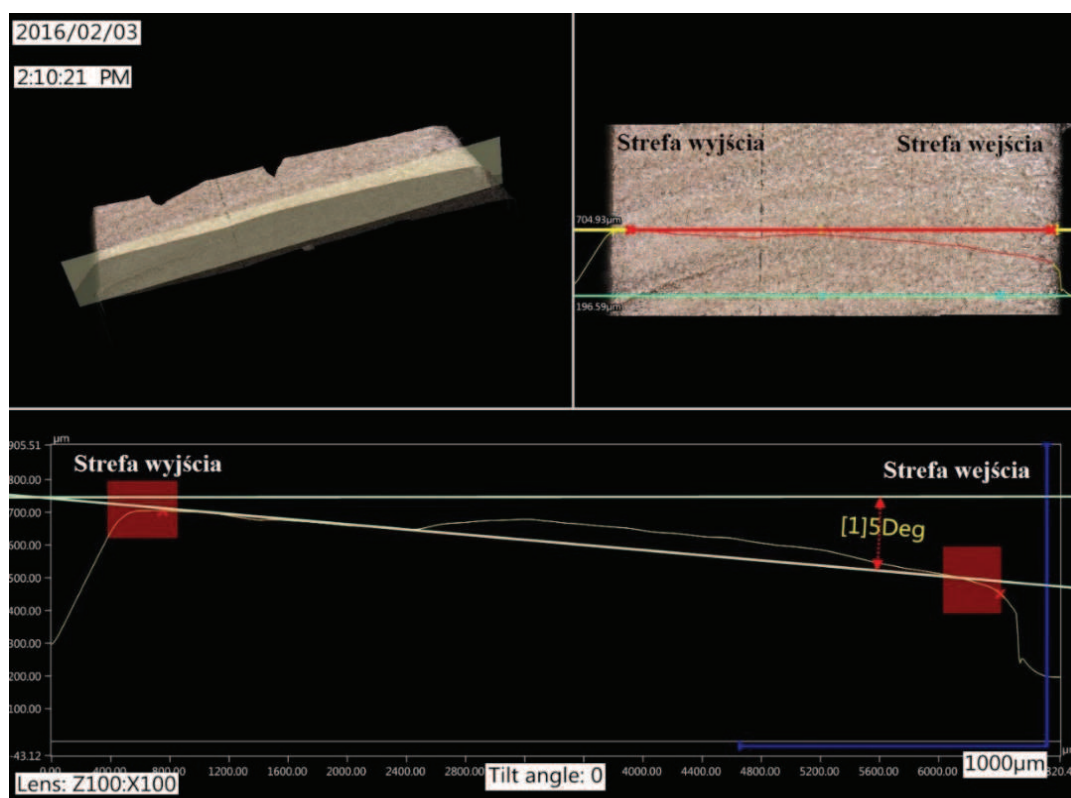 2016/02/03
2:10:21 PM
Strefa wyjścia Strefa wejścia
704.93µm
196.59µm
µm
905.51
Strefa wyjścia
Strefa wejścia
800.00
700.00
[1]5Deg
600.00
500.00
400.00
300.00
200.00
100.00
-43.12
0.00 400.00 800.00 1200.00 1600.00 2000.00 2400.00 2800.00 4000.00 4400.00 4800.00 5200.00 5600.00 6000.00
1000µm
Lens: Z100:X100
Tilt angle: 0